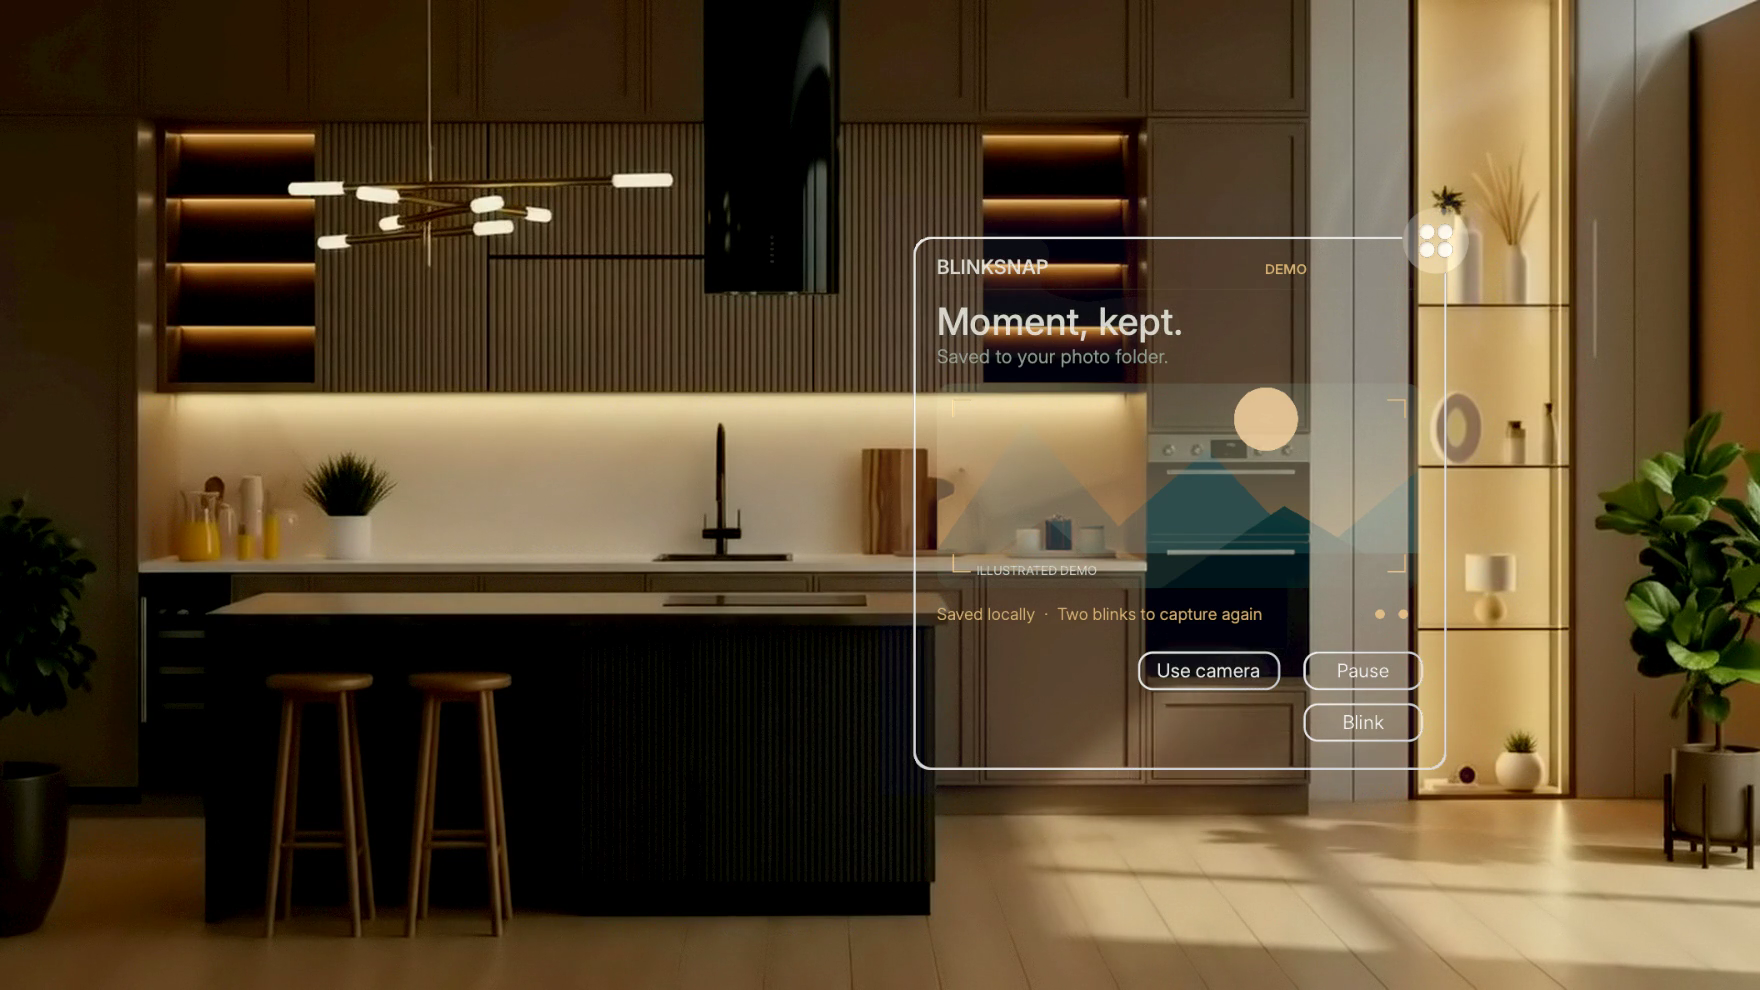 BLINKSNAP
DEMO
Moment, kept.
Saved to your photo folder.
ILLUSTRATED DEMO
Saved locally · Two blinks to capture again
Use camera
Pause
Blink